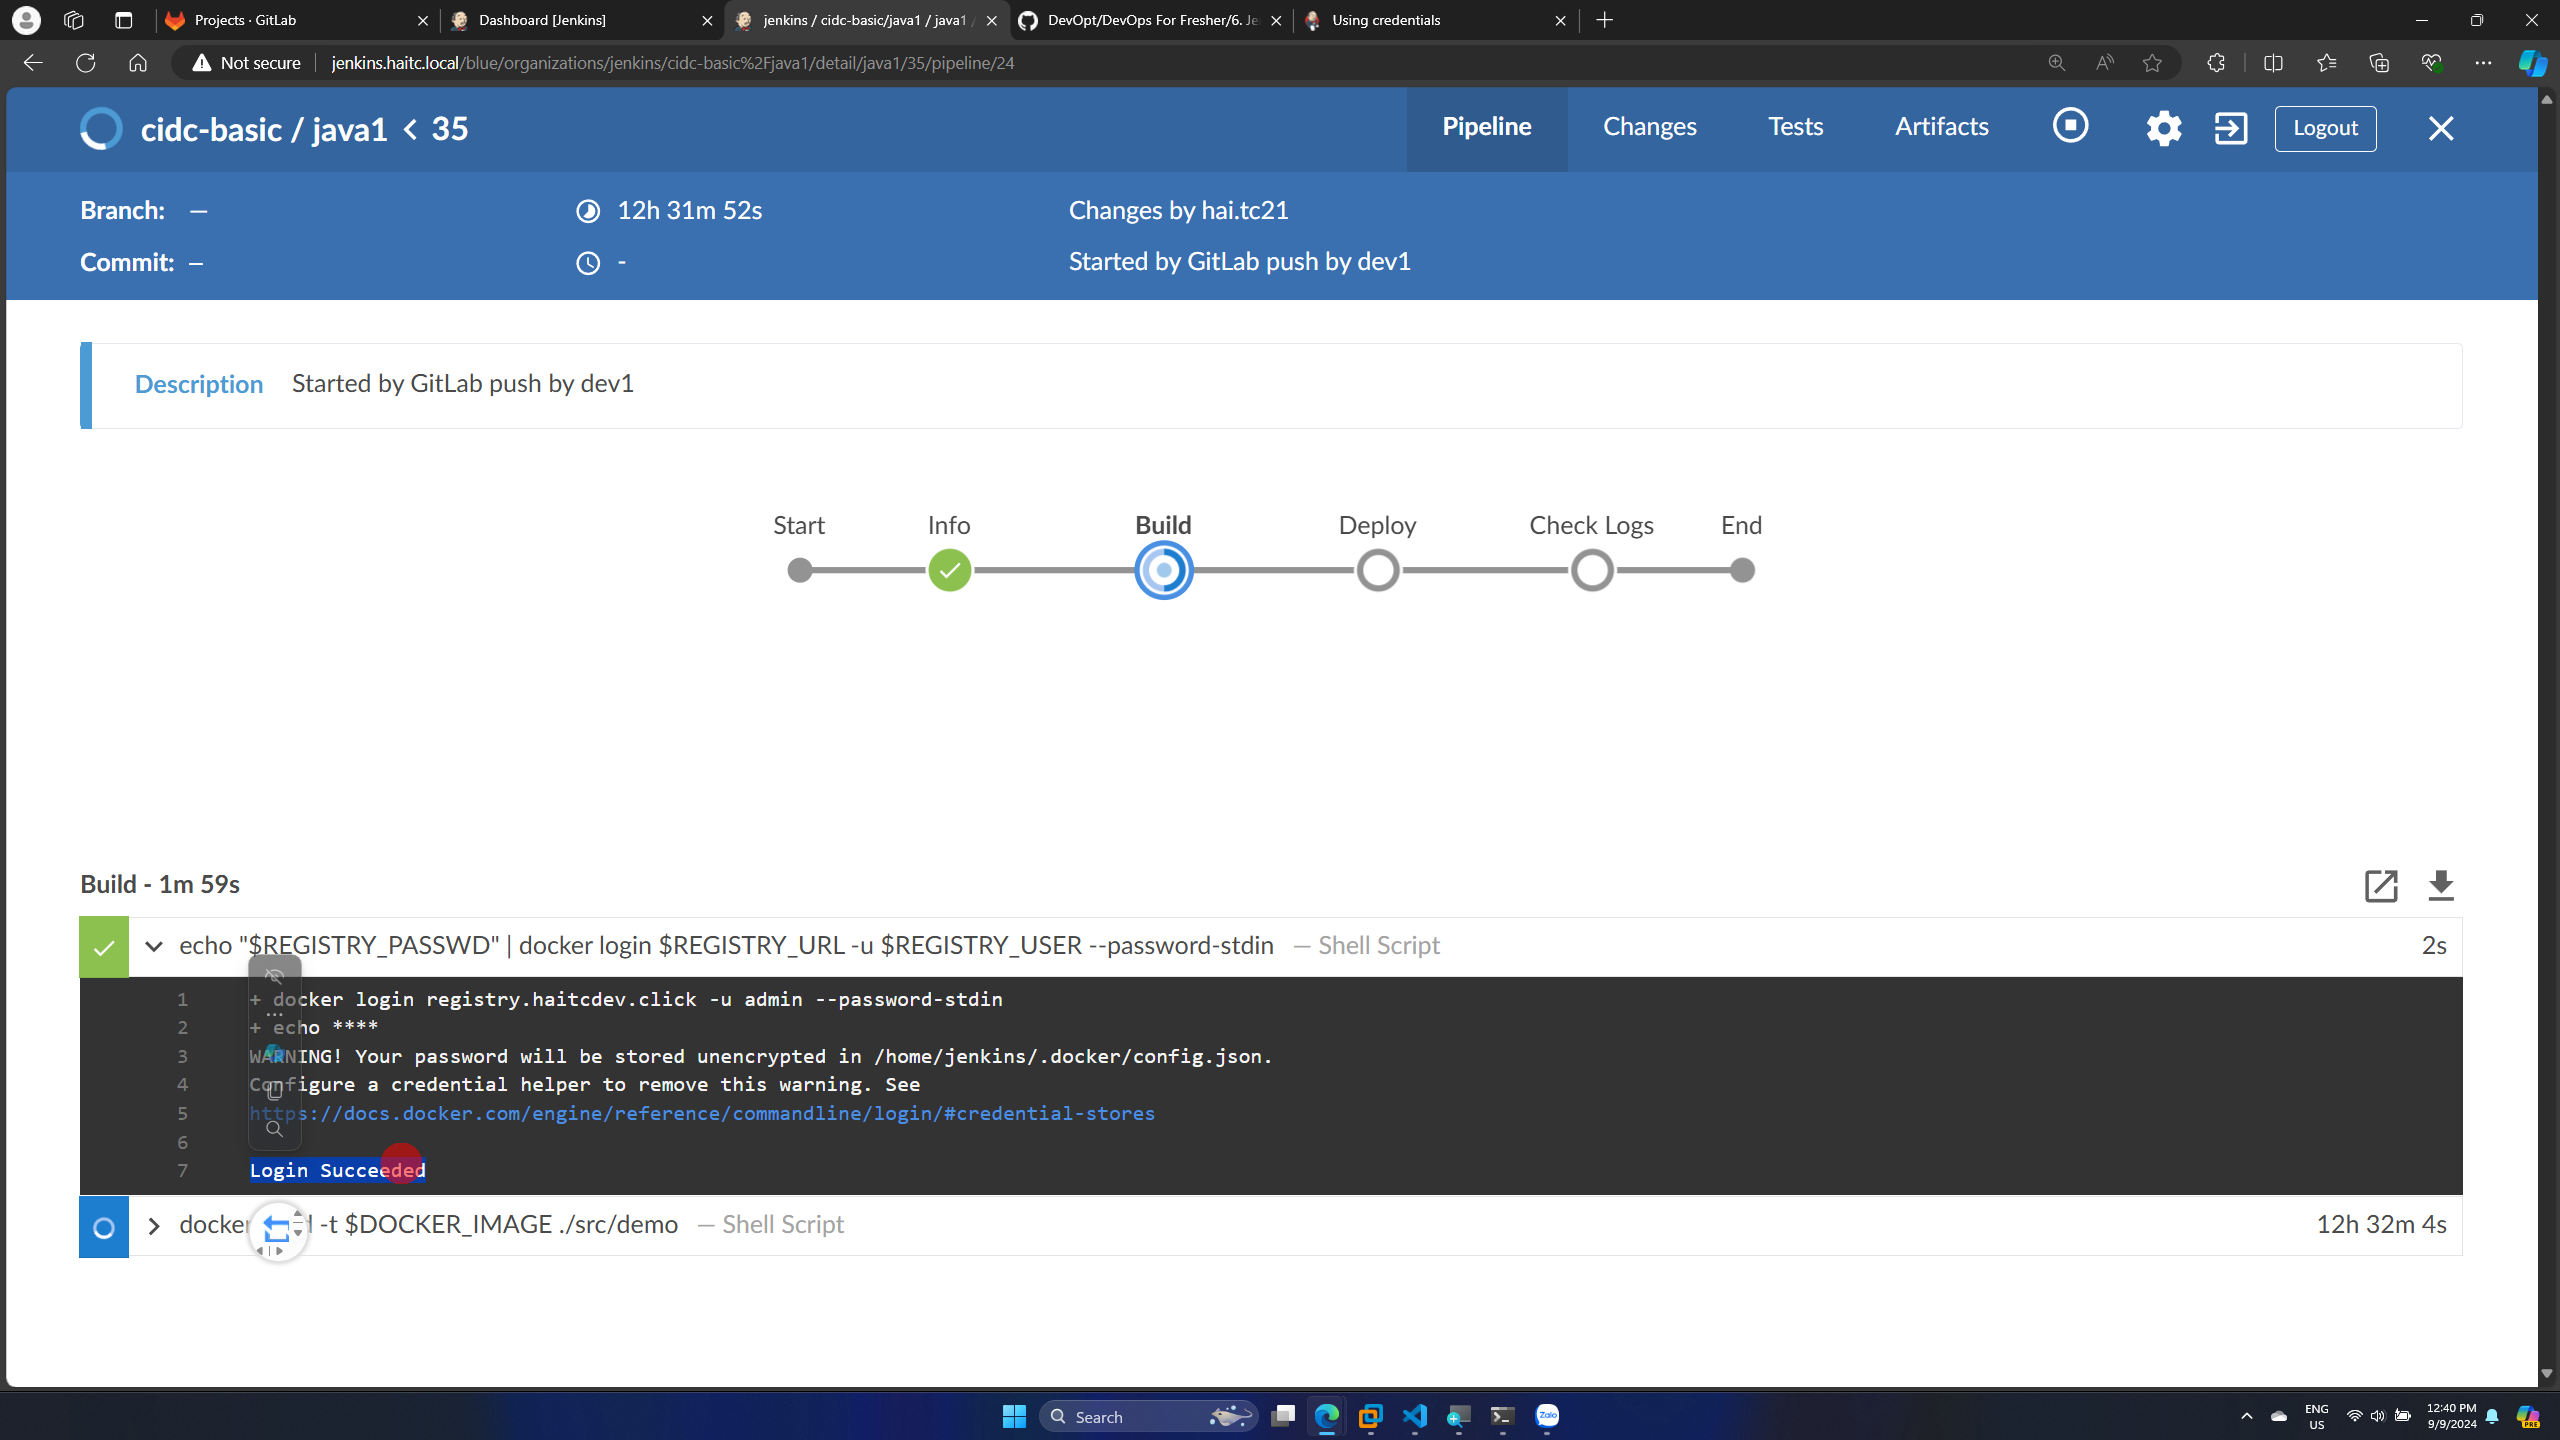 Projects · GitLab
Dashboard [Jenkins]
jenkins / cidc-basic/java1 / java1 /
DevOpt/DevOps For Fresher/6. Je
Using credentials
Not secure
jenkins.haitc.local/blue/organizations/jenkins/cidc-basic%2Fjava1/detail/java1/35/pipeline/24
cidc-basic / java1 < 35
Pipeline
Changes
Tests
Artifacts
Logout
Branch: —
12h 31m 52s
Changes by hai.tc21
Commit: —
-
Started by GitLab push by dev1
Description Started by GitLab push by dev1
Start
Info
Build
Deploy
Check Logs
End
Build - 1m 59s
echo "$REGISTRY_PASSWD" | docker login $REGISTRY_URL -u $REGISTRY_USER --password-stdin — Shell Script
2s
1 + docker login registry.haitcdev.click -u admin --password-stdin
2 + echo ****
3 WARNING! Your password will be stored unencrypted in /home/jenkins/.docker/config.json.
4 Configure a credential helper to remove this warning. See
5 https://docs.docker.com/engine/reference/commandline/login/#credential-stores
6
7 Login Succeeded
docker -t $DOCKER_IMAGE ./src/demo — Shell Script
12h 32m 4s
Search
Zalo
ENG
US
12:40 PM
9/9/2024
PRE